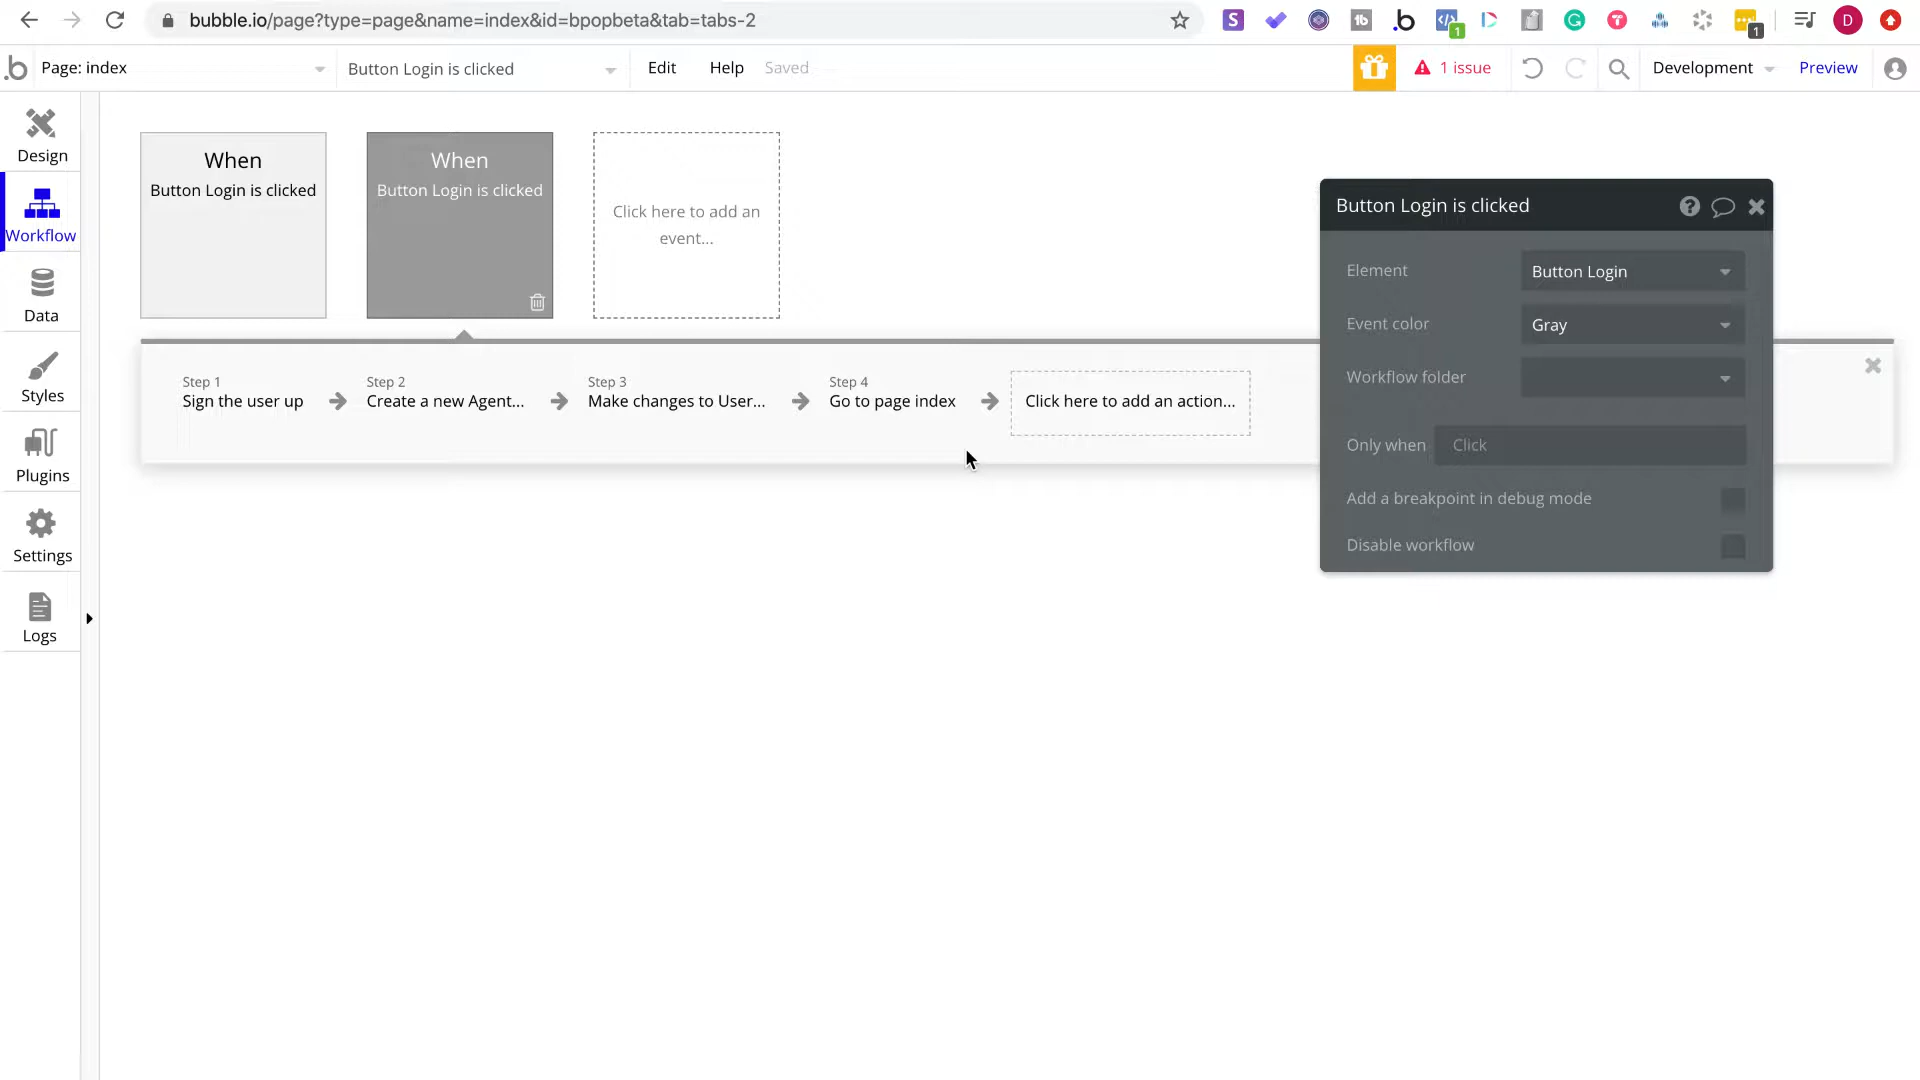 bubble.io/page?type=page&name=index&id=bpopbeta&tab=tabs-2
S
tb
b
1
1
D
b
Page: index
Button Login is clicked
Edit
Help
Saved
1 issue
Development
Preview
Design
Workflow
Data
Styles
Plugins
Settings
Logs
When
Button Login is clicked
When
Button Login is clicked
Click here to add an
event...
Step 1
Sign the user up
Step 2
Create a new Agent...
Step 3
Make changes to User...
Step 4
Go to page index
Click here to add an action...
Button Login is clicked
Element
Button Login
Event color
Gray
Workflow folder
Only when
Click
Add a breakpoint in debug mode
Disable workflow